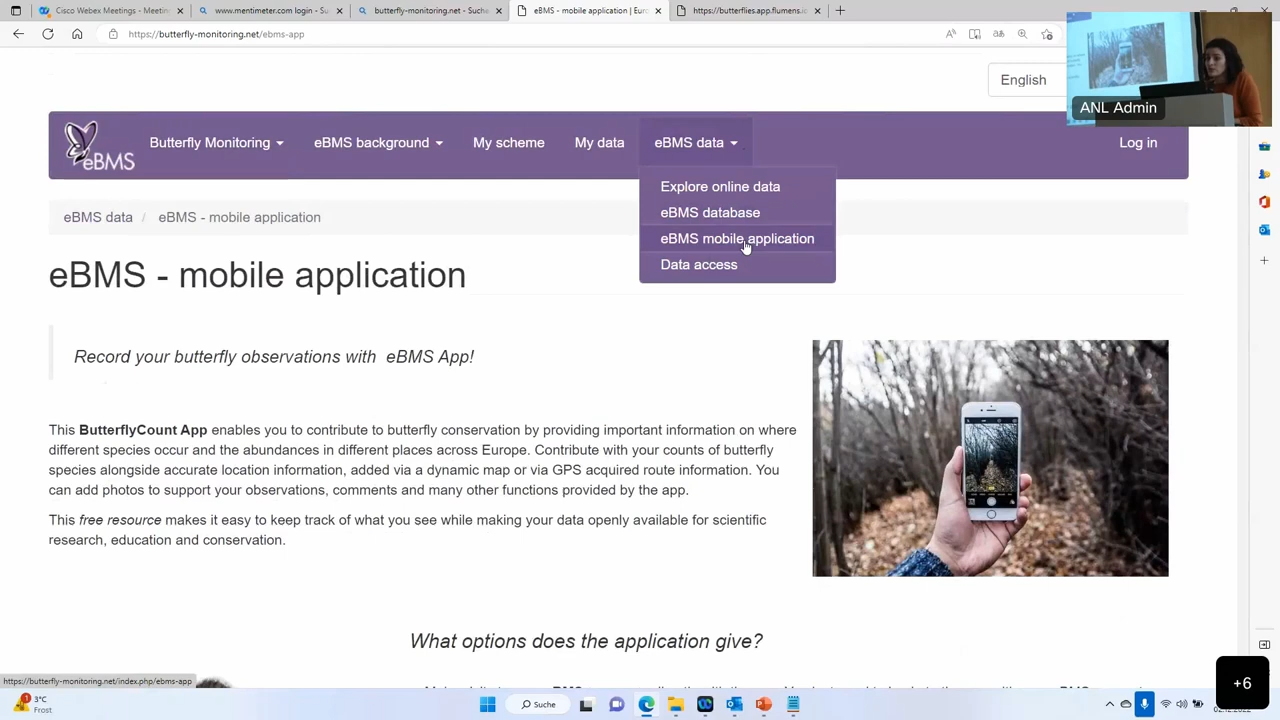 Cisco Webex Meetings - Meetin
www.mentimeter.com login - Su
butterfly-monitoring.net - Suche
eBMS - mobile application | Euro
https://butterflies.app.flumens.io
https://butterfly-monitoring.net/ebms-app
English
ANL Admin
eBMS
Butterfly Monitoring
eBMS background
My scheme
My data
eBMS data
Log in
Explore online data
eBMS database
eBMS mobile application
Data access
eBMS data / eBMS - mobile application
eBMS - mobile application
Record your butterfly observations with eBMS App!
This ButterflyCount App enables you to contribute to butterfly conservation by providing important information on where
different species occur and the abundances in different places across Europe. Contribute with your counts of butterfly
species alongside accurate location information, added via a dynamic map or via GPS acquired route information. You
can add photos to support your observations, comments and many other functions provided by the app.
This free resource makes it easy to keep track of what you see while making your data openly available for scientific
research, education and conservation.
What options does the application give?
https://butterfly-monitoring.net/index.php/ebms-app
+6
1
3°C
Frost
Suche